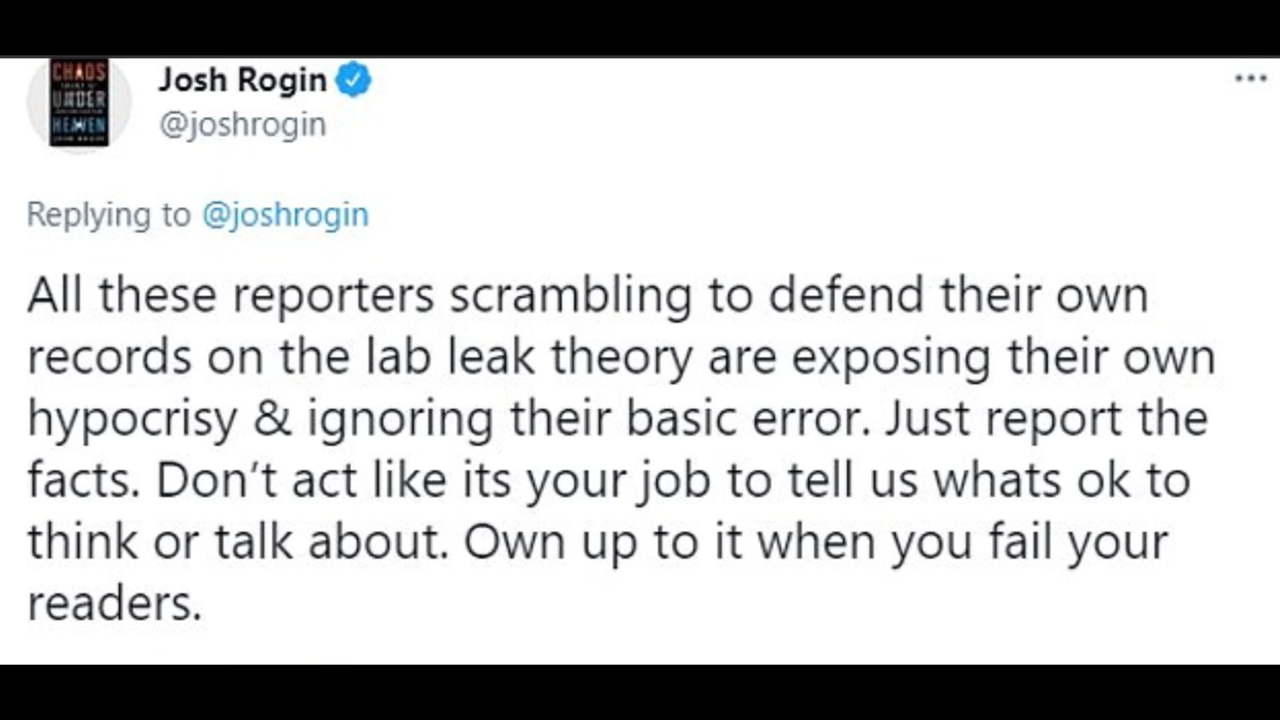 CHAOS
UNDER
HEAVEN
Josh Rogin
@joshrogin
Replying to @joshrogin
All these reporters scrambling to defend their own
records on the lab leak theory are exposing their own
hypocrisy & ignoring their basic error. Just report the
facts. Don’t act like its your job to tell us whats ok to
think or talk about. Own up to it when you fail your
readers.